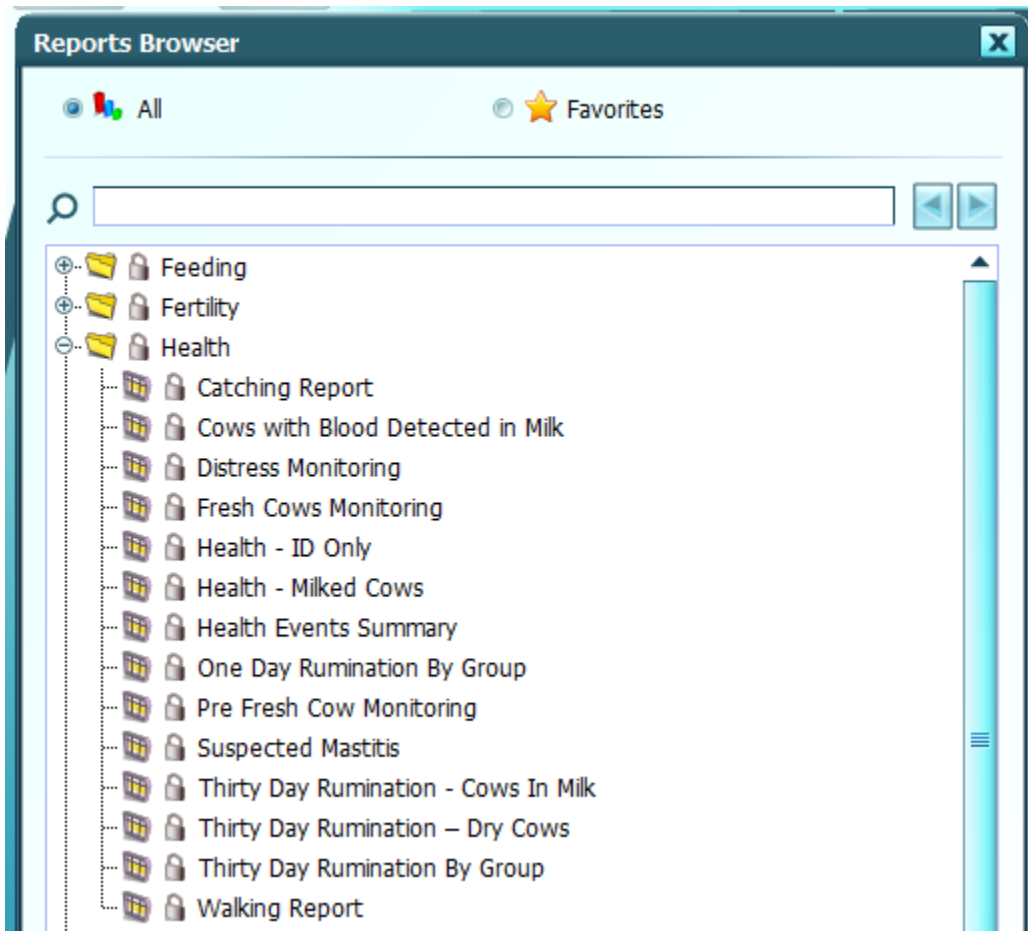 Reports Browser
All
Favorites
Feeding
Fertility
Health
Catching Report
Cows with Blood Detected in Milk
Distress Monitoring
Fresh Cows Monitoring
Health - ID Only
Health - Milked Cows
Health Events Summary
One Day Rumination By Group
Pre Fresh Cow Monitoring
Suspected Mastitis
Thirty Day Rumination - Cows In Milk
Thirty Day Rumination – Dry Cows
Thirty Day Rumination By Group
Walking Report